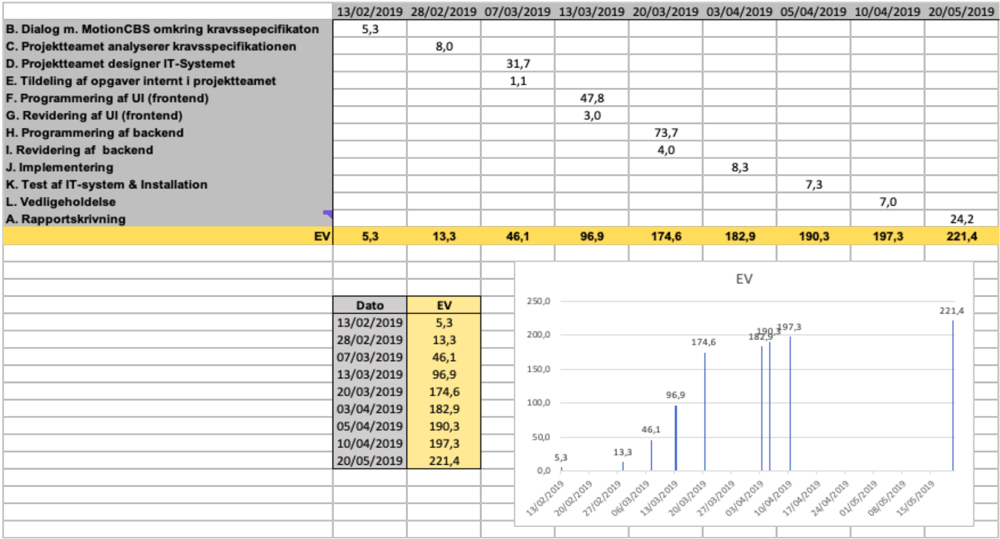 13/02/2019 28/02/2019 07/03/2019 13/03/2019 20/03/2019 03/04/2019 05/04/2019 10/04/2019 20/05/2019
B. Dialog m. MotionCBS omkring kravssepecifikaton 5,3
C. Projektteamet analyserer kravsspecifikationen 8,0
D. Projektteamet designer IT-Systemet 31,7
E. Tildeling af opgaver internt i projektteamet 1,1
F. Programmering af UI (frontend) 47,8
G. Revidering af UI (frontend) 3,0
H. Programmering af backend 73,7
I. Revidering af backend 4,0
J. Implementering 8,3
K. Test af IT-system & Installation 7,3
L. Vedligeholdelse 7,0
A. Rapportskrivning 24,2
EV 5,3 13,3 46,1 96,9 174,6 182,9 190,3 197,3 221,4
Dato EV
13/02/2019 5,3
28/02/2019 13,3
07/03/2019 46,1
13/03/2019 96,9
20/03/2019 174,6
03/04/2019 182,9
05/04/2019 190,3
10/04/2019 197,3
20/05/2019 221,4
EV
250,0
200,0
150,0
100,0
50,0
0,0
5,3
13,3
46,1
96,9
174,6
182,9
190,3
197,3
221,4
13/02/2019
20/02/2019
27/02/2019
06/03/2019
13/03/2019
20/03/2019
27/03/2019
03/04/2019
10/04/2019
17/04/2019
24/04/2019
01/05/2019
08/05/2019
15/05/2019